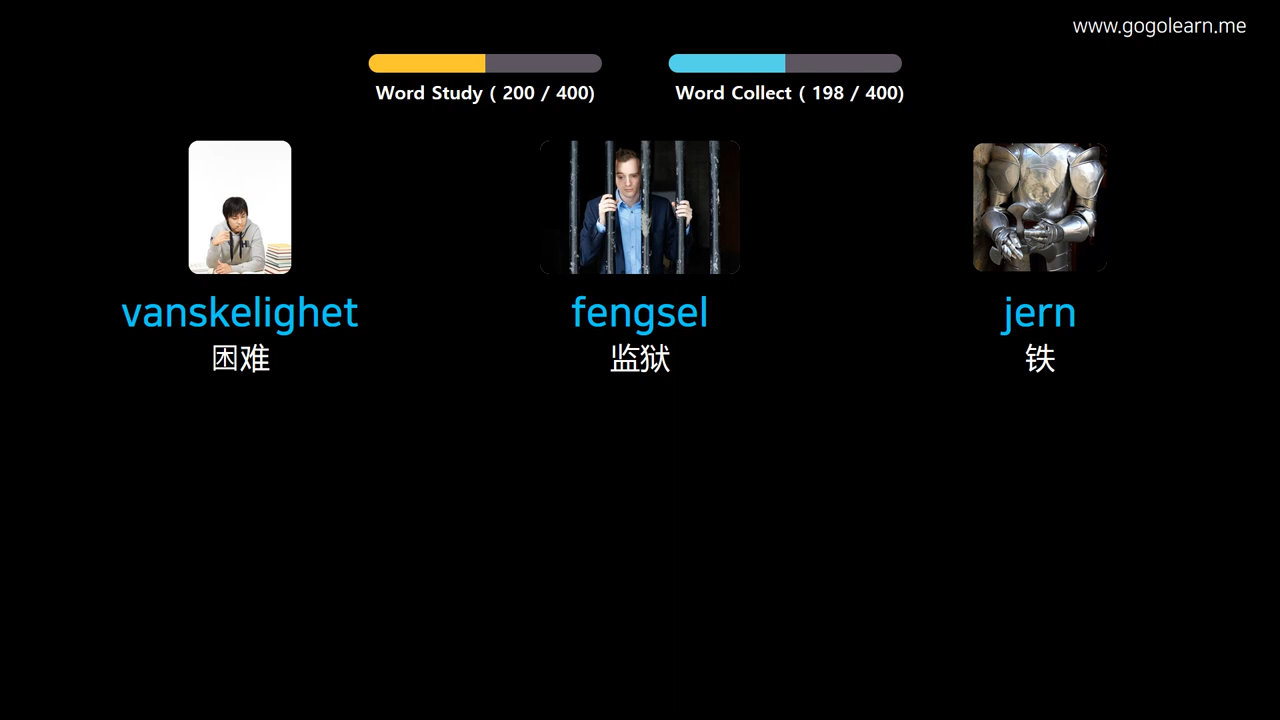 www.gogolearn.me
Word Study ( 200 / 400)
Word Collect ( 198 / 400)
vanskelighet
困难
fengsel
监狱
jern
铁